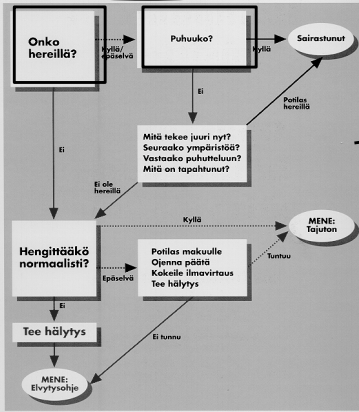 Onko
hereillä?
Kyllä/
epäselvä
Puhuuko?
Kyllä
Sairastunut
Ei
Potilas
hereillä
Mitä tekee juuri nyt?
Seuraako ympäristöä?
Vastaako puhutteluun?
Mitä on tapahtunut?
Ei
Ei ole
hereillä
Kyllä
MENE:
Tajuton
Hengittääkö
normaalisti?
Epäselvä
Potilas makuulle
Ojenna päätä
Kokeile ilmavirtaus
Tee hälytys
Tuntuu
Ei
Tee hälytys
Ei tunnu
MENE:
Elvytysohje